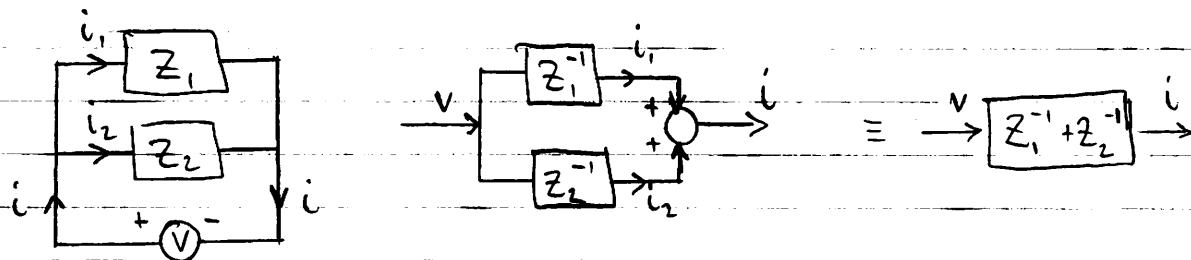 i₁
Z₁
i₂
Z₂
i
i
+
V
-
v
Z₁⁻¹
i₁
+
i
+
Z₂⁻¹
i₂
≡
v
Z₁⁻¹ + Z₂⁻¹
i